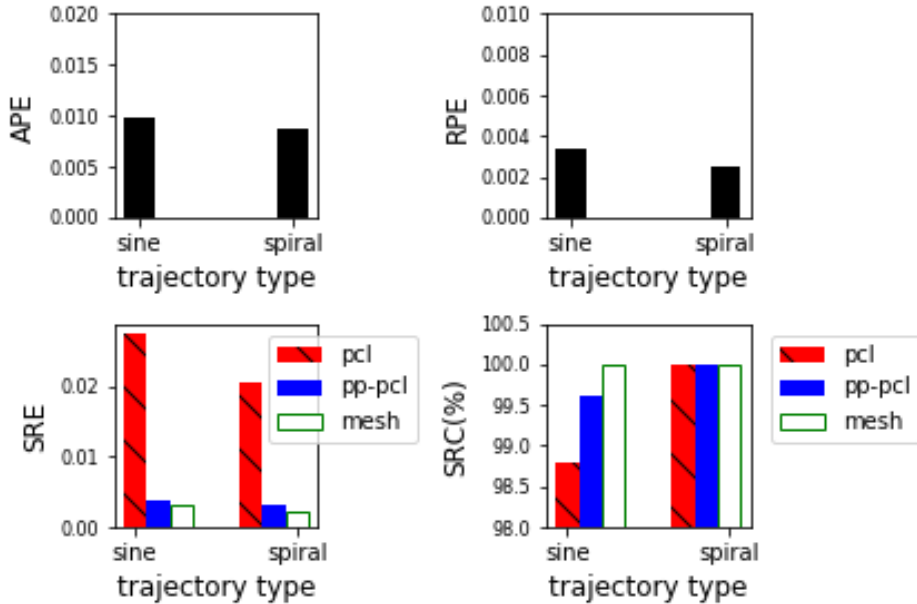 0.020
0.015
0.010
0.005
0.000
APE
sine
spiral
trajectory type
0.010
0.008
0.006
0.004
0.002
0.000
RPE
sine
spiral
trajectory type
0.02
0.01
0.00
SRE
pcl
pp-pcl
mesh
sine
spiral
trajectory type
100.5
100.0
99.5
99.0
98.5
98.0
SRC(%)
pcl
pp-pcl
mesh
sine
spiral
trajectory type